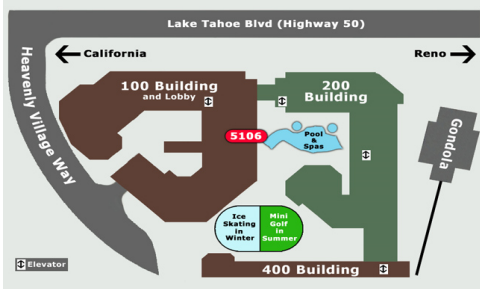 Lake Tahoe Blvd (Highway 50)
California
Reno
Heavenly Village Way
100 Building
and Lobby
200
Building
5106
Pool
&
Spas
Gondola
Ice
Skating
in
Winter
Mini
Golf
in
Summer
Elevator
400 Building